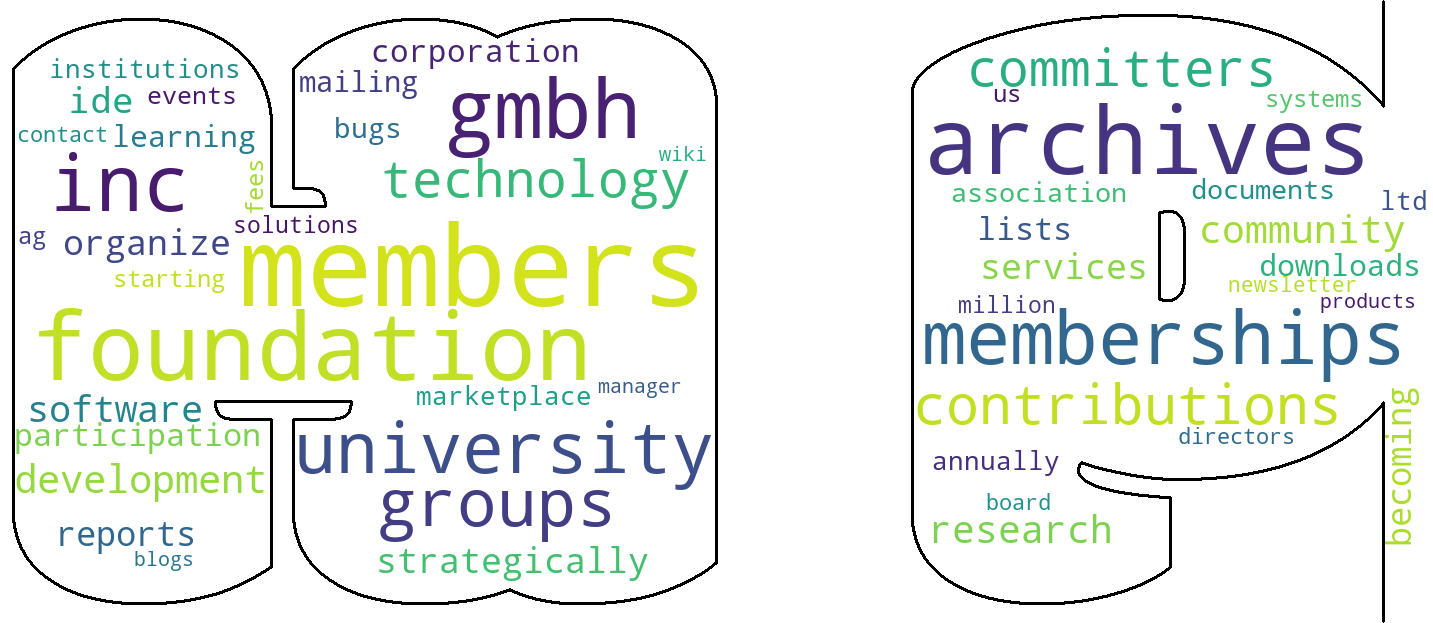 institutions
ide
events
contact
learning
inc
fees
ag
organize
solutions
starting
corporation
mailing
gmbh
bugs
technology
wiki
members
foundation
marketplace
manager
software
participation
development
reports
blogs
university
groups
strategically
committers
us
systems
archives
association
documents
ltd
lists
community
services
downloads
newsletter
million
products
memberships
contributions
directors
annually
becoming
board
research